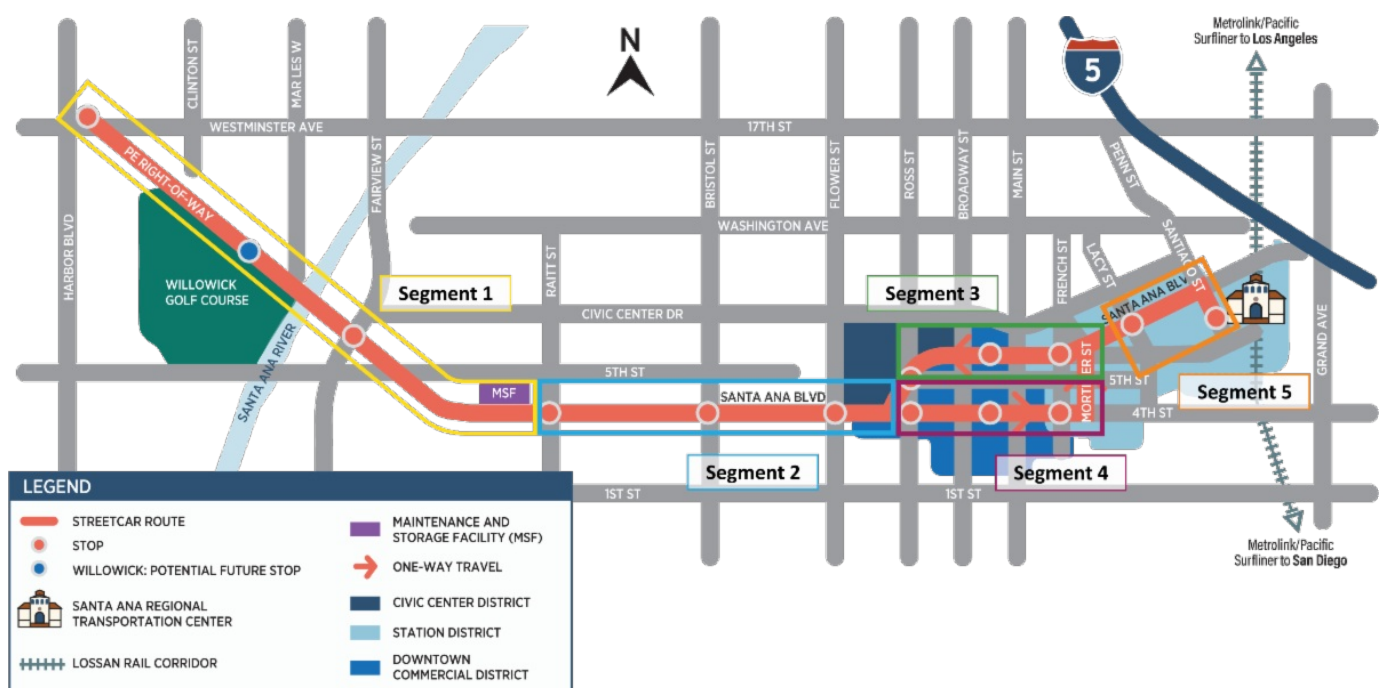 N
Metrolink/Pacific
Surfliner to Los Angeles
5
HARBOR BLVD
CLINTON ST
MAR LES W
FAIRVIEW ST
WESTMINSTER AVE
17TH ST
PE RIGHT-OF-WAY
BRISTOL ST
FLOWER ST
ROSS ST
BROADWAY ST
MAIN ST
PENN ST
WASHINGTON AVE
RAITT ST
FRENCH ST
LACY ST
SANTIAGO ST
WILLOWICK
GOLF COURSE
SANTA ANA RIVER
Segment 1
Segment 3
SANTA ANA BLV
CIVIC CENTER DR
GRAND AVE
5TH ST
MSF
SANTA ANA BLVD
5TH ST
Segment 5
4TH ST
Segment 2
Segment 4
1ST ST
1ST ST
Metrolink/Pacific
Surfliner to San Diego
LEGEND
STREETCAR ROUTE
STOP
WILLOWICK: POTENTIAL FUTURE STOP
SANTA ANA REGIONAL
TRANSPORTATION CENTER
LOSSAN RAIL CORRIDOR
MAINTENANCE AND
STORAGE FACILITY (MSF)
ONE-WAY TRAVEL
CIVIC CENTER DISTRICT
STATION DISTRICT
DOWNTOWN
COMMERCIAL DISTRICT